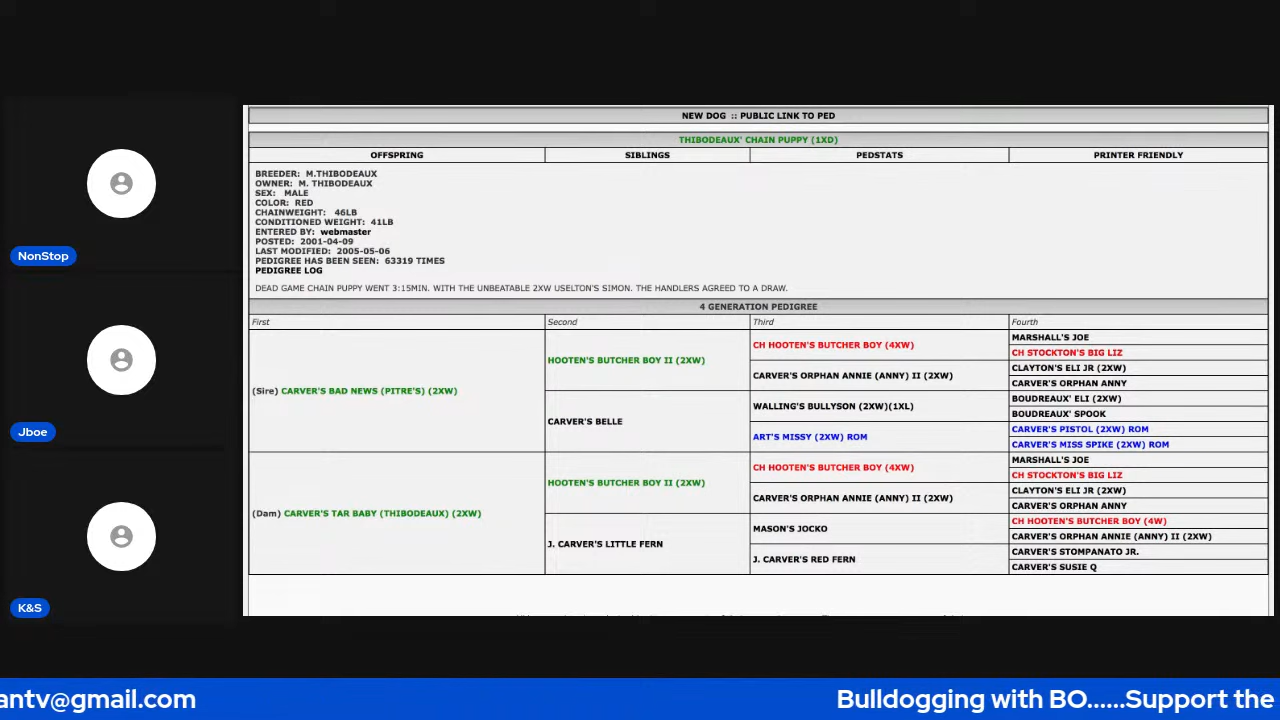 NEW DOG :: PUBLIC LINK TO PED
THIBODEAUX' CHAIN PUPPY (1XD)
OFFSPRING SIBLINGS PEDSTATS PRINTER FRIENDLY
BREEDER: M.THIBODEAUX
OWNER: M. THIBODEAUX
SEX: MALE
COLOR: RED
CHAINWEIGHT: 46LB
CONDITIONED WEIGHT: 41LB
ENTERED BY: webmaster
POSTED: 2001-04-09
LAST MODIFIED: 2005-05-06
PEDIGREE HAS BEEN SEEN: 63319 TIMES
PEDIGREE LOG
DEAD GAME CHAIN PUPPY WENT 3:15MIN. WITH THE UNBEATABLE 2XW USELTON'S SIMON. THE HANDLERS AGREED TO A DRAW.
4 GENERATION PEDIGREE
First Second Third Fourth
(Sire) CARVER'S BAD NEWS (PITRE'S) (2XW)
HOOTEN'S BUTCHER BOY II (2XW)
CH HOOTEN'S BUTCHER BOY (4XW)
MARSHALL'S JOE
CH STOCKTON'S BIG LIZ
CARVER'S ORPHAN ANNIE (ANNY) II (2XW)
CLAYTON'S ELI JR (2XW)
CARVER'S ORPHAN ANNY
CARVER'S BELLE
WALLING'S BULLYSON (2XW)(1XL)
BOUDREAUX' ELI (2XW)
BOUDREAUX' SPOOK
ART'S MISSY (2XW) ROM
CARVER'S PISTOL (2XW) ROM
CARVER'S MISS SPIKE (2XW) ROM
(Dam) CARVER'S TAR BABY (THIBODEAUX) (2XW)
HOOTEN'S BUTCHER BOY II (2XW)
CH HOOTEN'S BUTCHER BOY (4XW)
MARSHALL'S JOE
CH STOCKTON'S BIG LIZ
CARVER'S ORPHAN ANNIE (ANNY) II (2XW)
CLAYTON'S ELI JR (2XW)
CARVER'S ORPHAN ANNY
J. CARVER'S LITTLE FERN
MASON'S JOCKO
CH HOOTEN'S BUTCHER BOY (4W)
CARVER'S ORPHAN ANNIE (ANNY) II (2XW)
J. CARVER'S RED FERN
CARVER'S STOMPANATO JR.
CARVER'S SUSIE Q
NonStop
Jboe
K&S
antv@gmail.com Bulldogging with BO......Support the